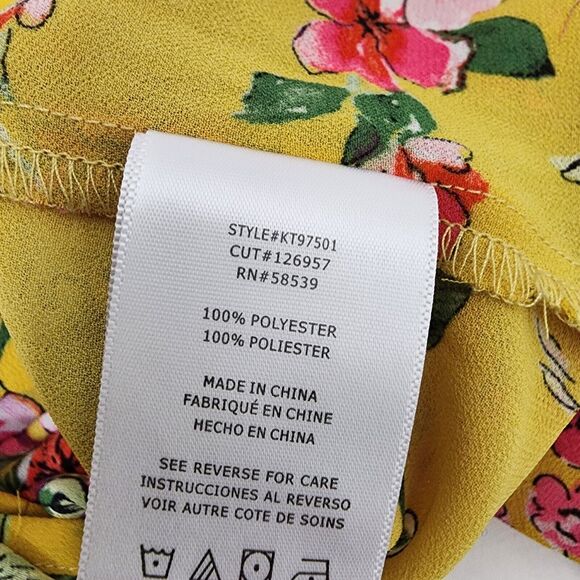 STYLE#KT97501
CUT#126957
RN#58539
100% POLYESTER
100% POLIESTER
MADE IN CHINA
FABRIQUÉ EN CHINE
HECHO EN CHINA
SEE REVERSE FOR CARE
INSTRUCCIONES AL REVERSO
VOIR AUTRE COTE DE SOINS